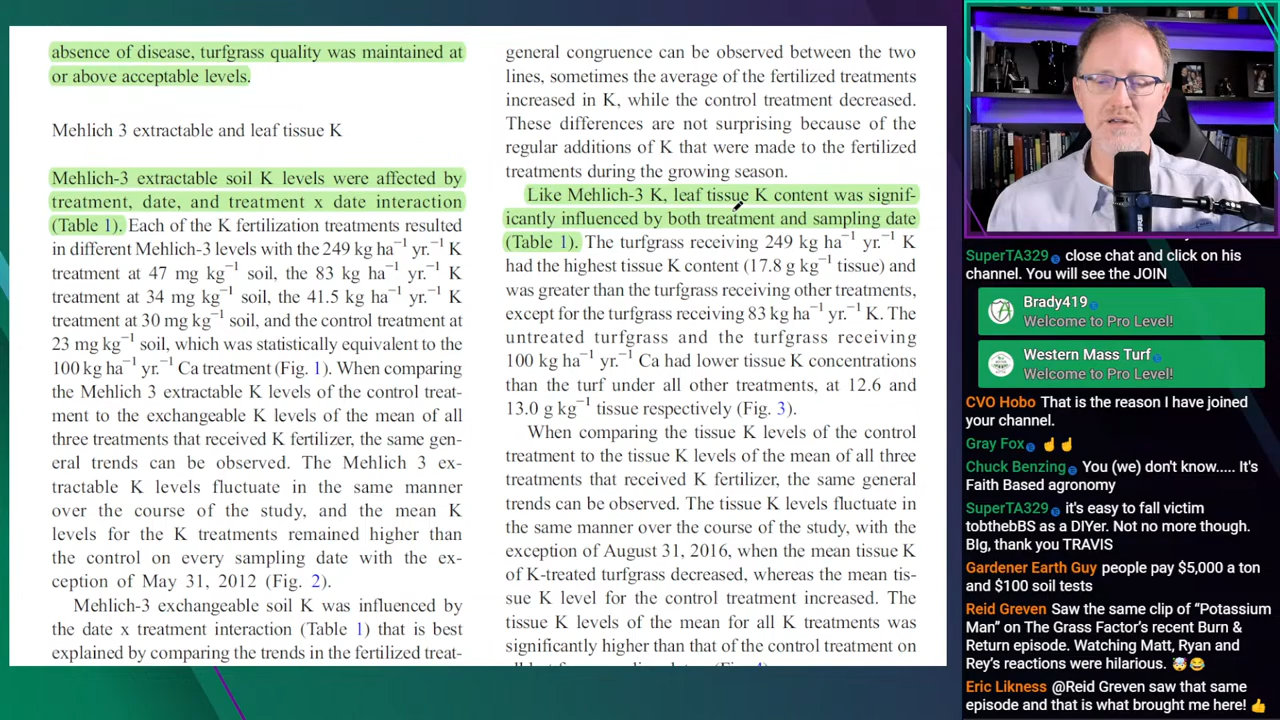 absence of disease, turfgrass quality was maintained at
or above acceptable levels.
Mehlich 3 extractable and leaf tissue K
Mehlich-3 extractable soil K levels were affected by
treatment, date, and treatment x date interaction
(Table 1). Each of the K fertilization treatments resulted
in different Mehlich-3 levels with the 249 kg ha−1 yr.−1 K
treatment at 47 mg kg−1 soil, the 83 kg ha−1 yr.−1 K
treatment at 34 mg kg−1 soil, the 41.5 kg ha−1 yr.−1 K
treatment at 30 mg kg−1 soil, and the control treatment at
23 mg kg−1 soil, which was statistically equivalent to the
100 kg ha−1 yr.−1 Ca treatment (Fig. 1). When comparing
the Mehlich 3 extractable K levels of the control treat-
ment to the exchangeable K levels of the mean of all
three treatments that received K fertilizer, the same gen-
eral trends can be observed. The Mehlich 3 ex-
tractable K levels fluctuate in the same manner
over the course of the study, and the mean K
levels for the K treatments remained higher than
the control on every sampling date with the ex-
ception of May 31, 2012 (Fig. 2).
Mehlich-3 exchangeable soil K was influenced by
the date x treatment interaction (Table 1) that is best
explained by comparing the trends in the fertilized treat-
general congruence can be observed between the two
lines, sometimes the average of the fertilized treatments
increased in K, while the control treatment decreased.
These differences are not surprising because of the
regular additions of K that were made to the fertilized
treatments during the growing season.
Like Mehlich-3 K, leaf tissue K content was signif-
icantly influenced by both treatment and sampling date
(Table 1). The turfgrass receiving 249 kg ha−1 yr.−1 K
had the highest tissue K content (17.8 g kg−1 tissue) and
was greater than the turfgrass receiving other treatments,
except for the turfgrass receiving 83 kg ha−1 yr.−1 K. The
untreated turfgrass and the turfgrass receiving
100 kg ha−1 yr.−1 Ca had lower tissue K concentrations
than the turf under all other treatments, at 12.6 and
13.0 g kg−1 tissue respectively (Fig. 3).
When comparing the tissue K levels of the control
treatment to the tissue K levels of the mean of all three
treatments that received K fertilizer, the same general
trends can be observed. The tissue K levels fluctuate in
the same manner over the course of the study, with the
exception of August 31, 2016, when the mean tissue K
of K-treated turfgrass decreased, whereas the mean tis-
sue K level for the control treatment increased. The
tissue K levels of the mean for all K treatments was
significantly higher than that of the control treatment on
SuperTA329 close chat and click on his
channel. You will see the JOIN
Brady419
Welcome to Pro Level!
Western Mass Turf
Welcome to Pro Level!
CVO Hobo That is the reason I have joined
your channel.
Gray Fox ☝️☝️
Chuck Benzing You (we) don't know..... It's
Faith Based agronomy
SuperTA329 it's easy to fall victim
tobthebBS as a DIYer. Not no more though.
BIg, thank you TRAVIS
Gardener Earth Guy people pay $5,000 a ton
and $100 soil tests
Reid Greven Saw the same clip of “Potassium
Man” on The Grass Factor’s recent Burn &
Return episode. Watching Matt, Ryan and
Rey’s reactions were hilarious. 🤯😂
Eric Likness @Reid Greven saw that same
episode and that is what brought me here! 👍